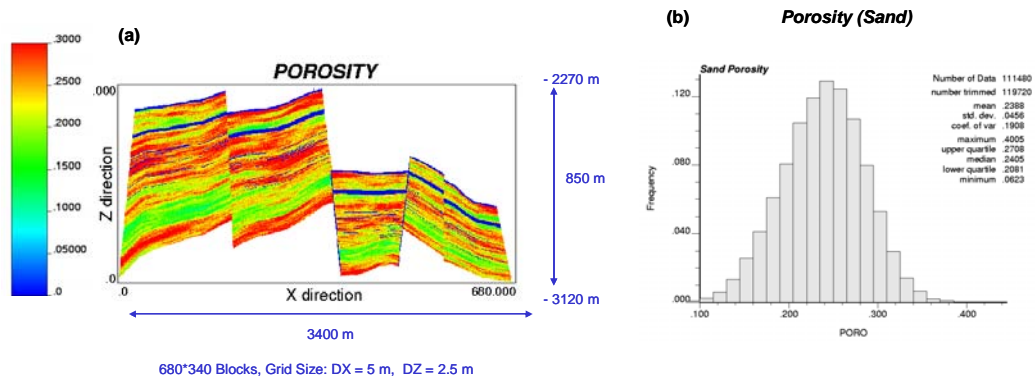 (a)
POROSITY
.3000
.2500
.2000
.1500
.1000
.05000
.0
.000
Z direction
.0
.0
X direction
680.000
- 2270 m
850 m
- 3120 m
3400 m
680*340 Blocks, Grid Size: DX = 5 m, DZ = 2.5 m
(b)
Porosity (Sand)
Sand Porosity
Number of Data 111480
number trimmed 119720
mean .2388
std. dev. .0456
coef. of var .1908
maximum .4005
upper quartile .2708
median .2405
lower quartile .2081
minimum .0623
Frequency
.120
.080
.040
.000
.100
.200
.300
.400
PORO